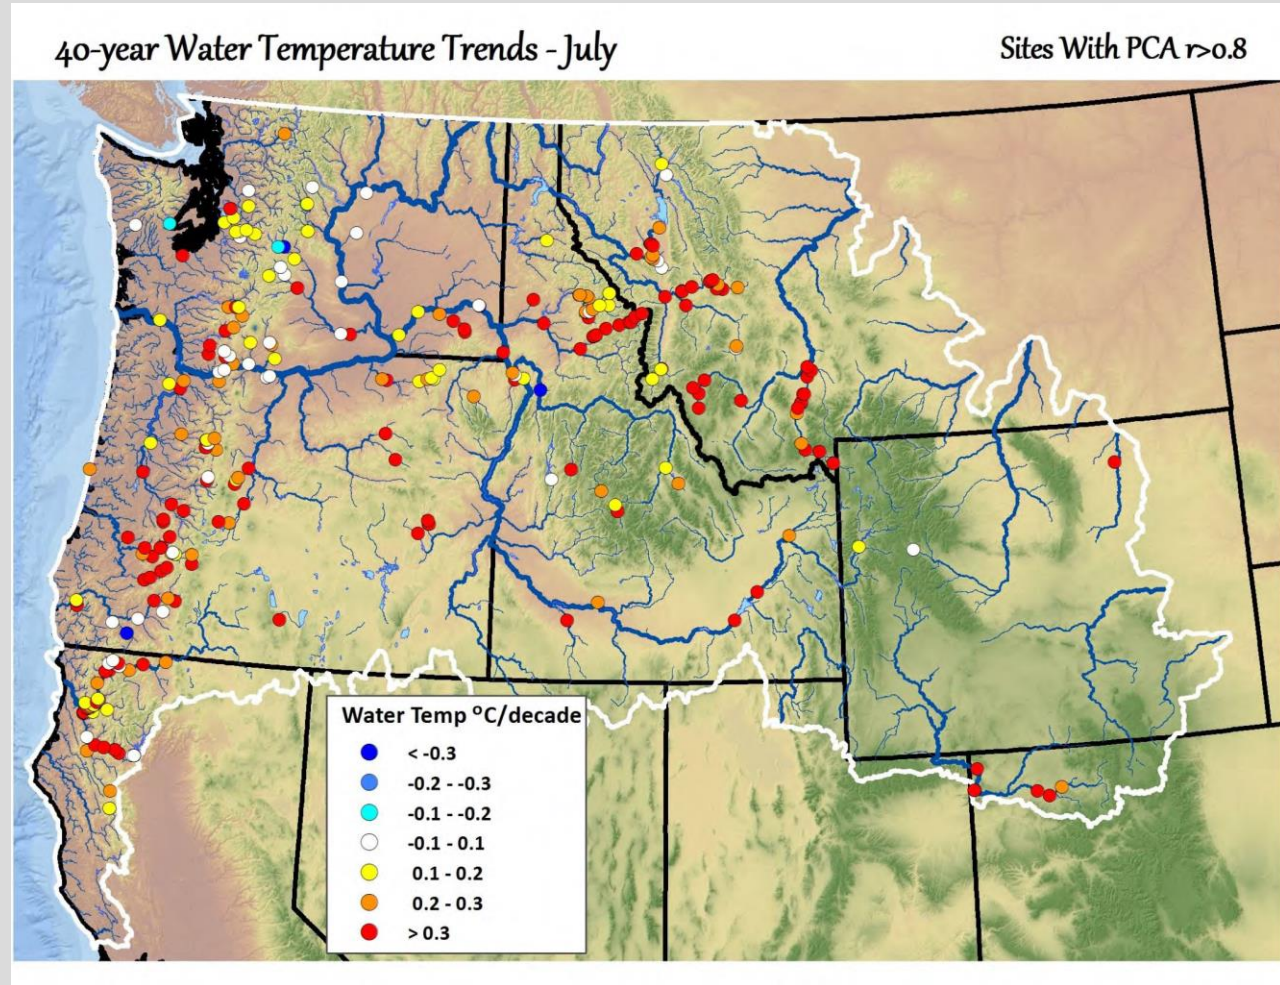 40-year Water Temperature Trends - July
Sites With PCA r>0.8
Water Temp ºC/decade
< -0.3
-0.2 - -0.3
-0.1 - -0.2
-0.1 - 0.1
0.1 - 0.2
0.2 - 0.3
> 0.3